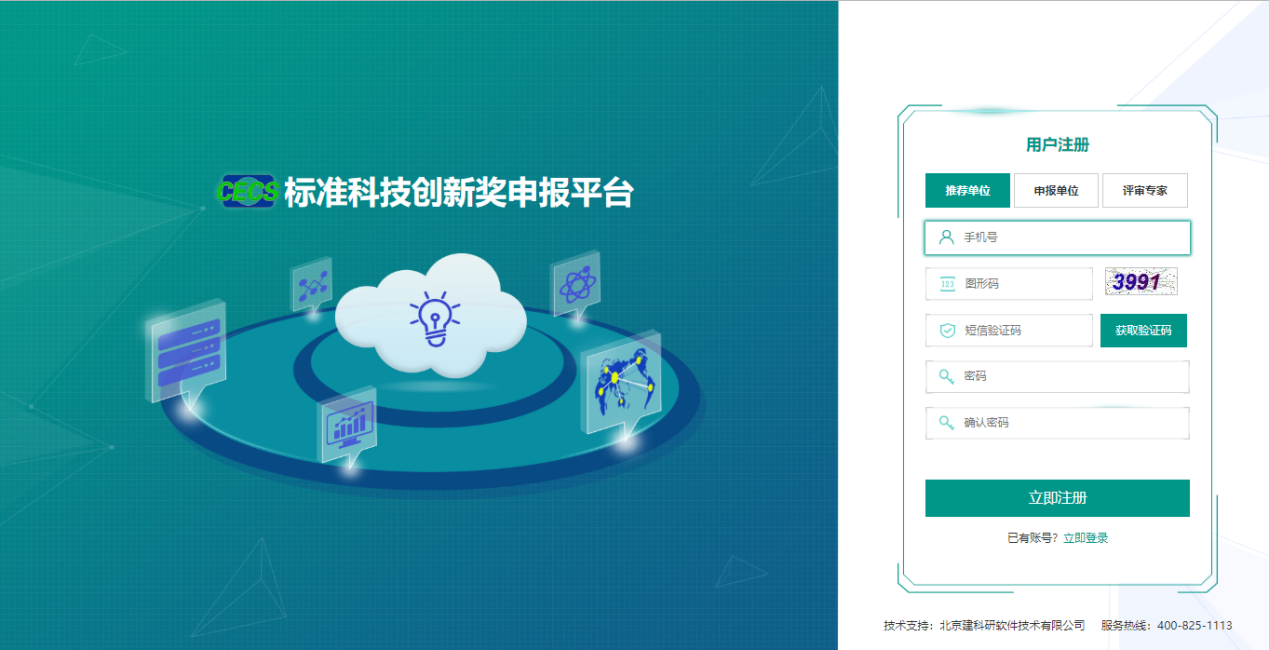 CECS 标准科技创新奖申报平台
用户注册
推荐单位 申报单位 评审专家
手机号
123 图形码 3991
短信验证码 获取验证码
密码
确认密码
立即注册
已有账号？立即登录
技术支持：北京建科研软件技术有限公司 服务热线：400-825-1113